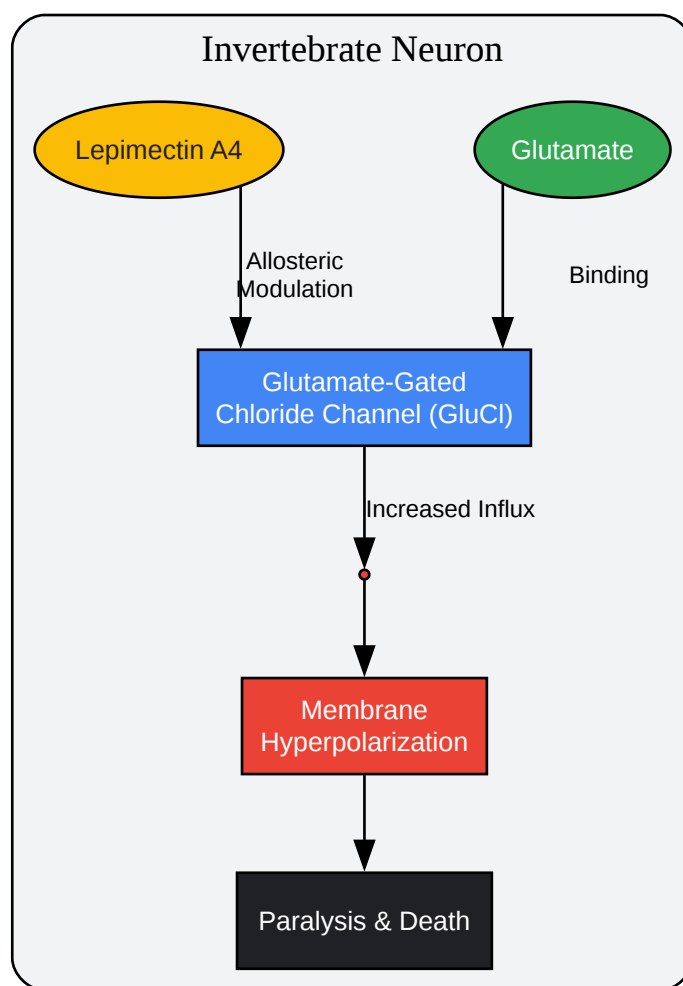 Invertebrate Neuron
Lepimectin A4
Glutamate
Allosteric
Modulation
Binding
Glutamate-Gated
Chloride Channel (GluCl)
Increased Influx
Membrane
Hyperpolarization
Paralysis & Death